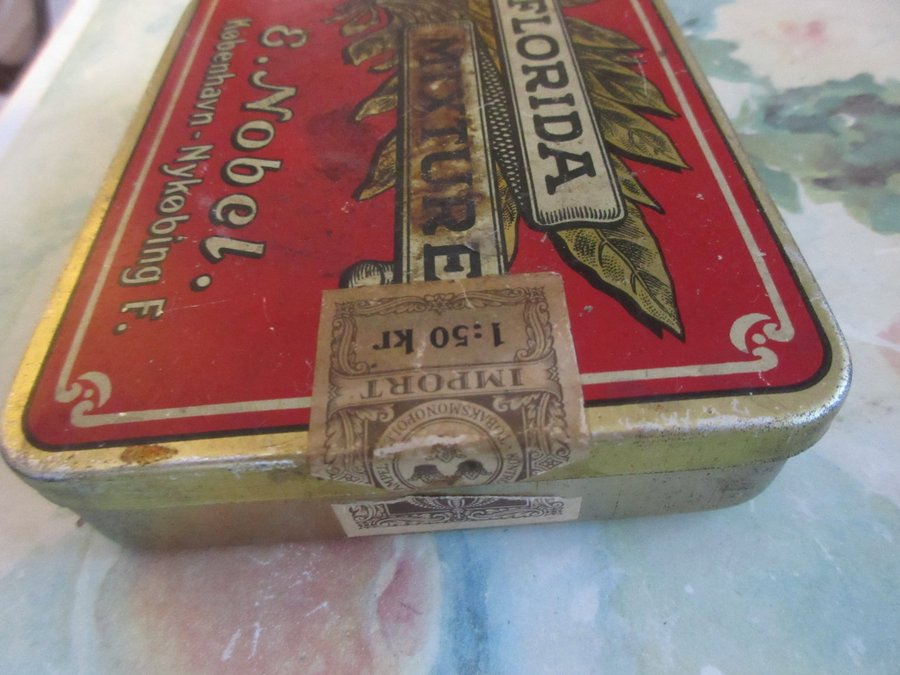 FLORIDA
MIXTURE
E. Nobel.
København - Nykøbing F.
1:50 kr
IMPORT